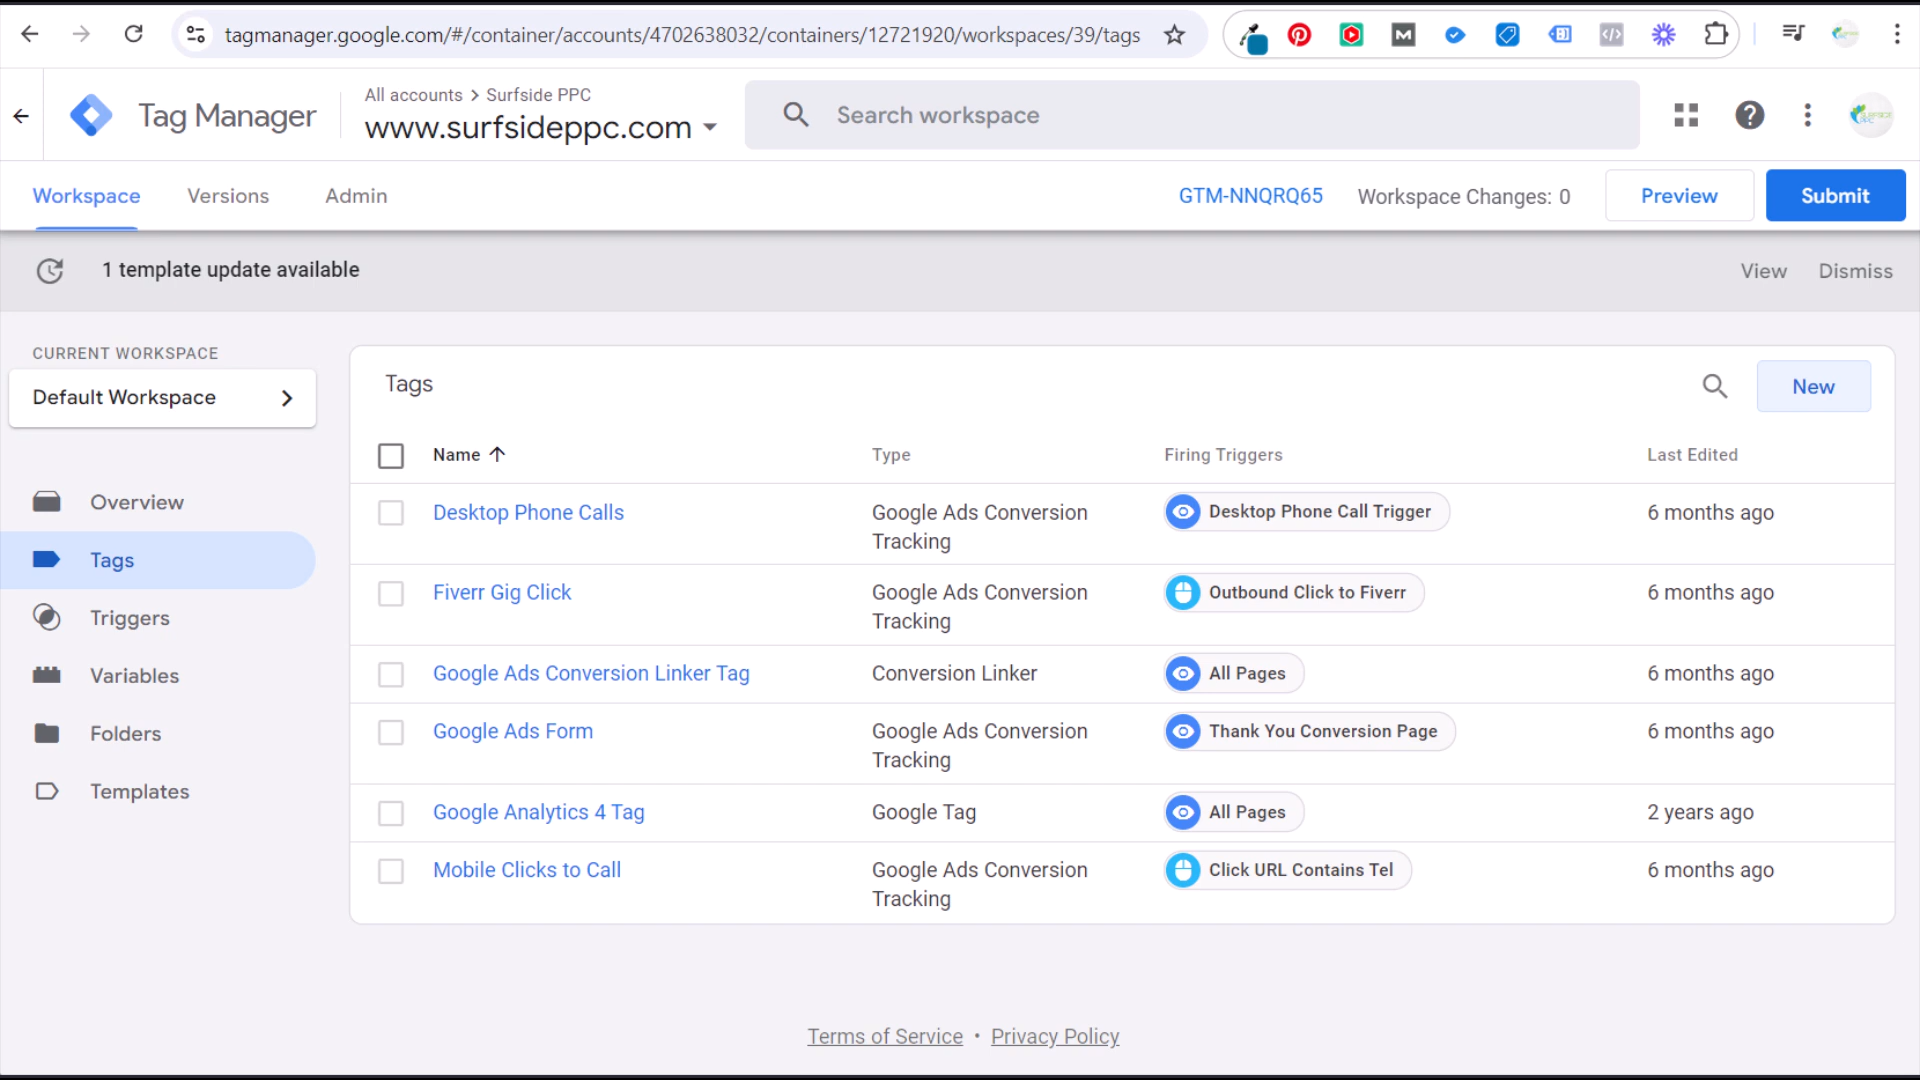 tagmanager.google.com/#/container/accounts/4702638032/containers/12721920/workspaces/39/tags
Tag Manager
All accounts > Surfside PPC
www.surfsideppc.com
Search workspace
Workspace
Versions
Admin
GTM-NNQRQ65
Workspace Changes: 0
Preview
Submit
1 template update available
View
Dismiss
CURRENT WORKSPACE
Default Workspace
Overview
Tags
Triggers
Variables
Folders
Templates
Tags
New
Name
Type
Firing Triggers
Last Edited
Desktop Phone Calls
Google Ads Conversion
Tracking
Desktop Phone Call Trigger
6 months ago
Fiverr Gig Click
Google Ads Conversion
Tracking
Outbound Click to Fiverr
6 months ago
Google Ads Conversion Linker Tag
Conversion Linker
All Pages
6 months ago
Google Ads Form
Google Ads Conversion
Tracking
Thank You Conversion Page
6 months ago
Google Analytics 4 Tag
Google Tag
All Pages
2 years ago
Mobile Clicks to Call
Google Ads Conversion
Tracking
Click URL Contains Tel
6 months ago
Terms of Service • Privacy Policy